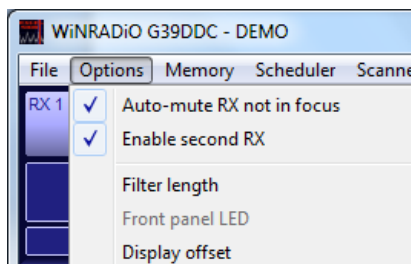 WiNRADiO G39DDC - DEMO
File Options Memory Scheduler Scanne
RX 1
Auto-mute RX not in focus
Enable second RX
Filter length
Front panel LED
Display offset